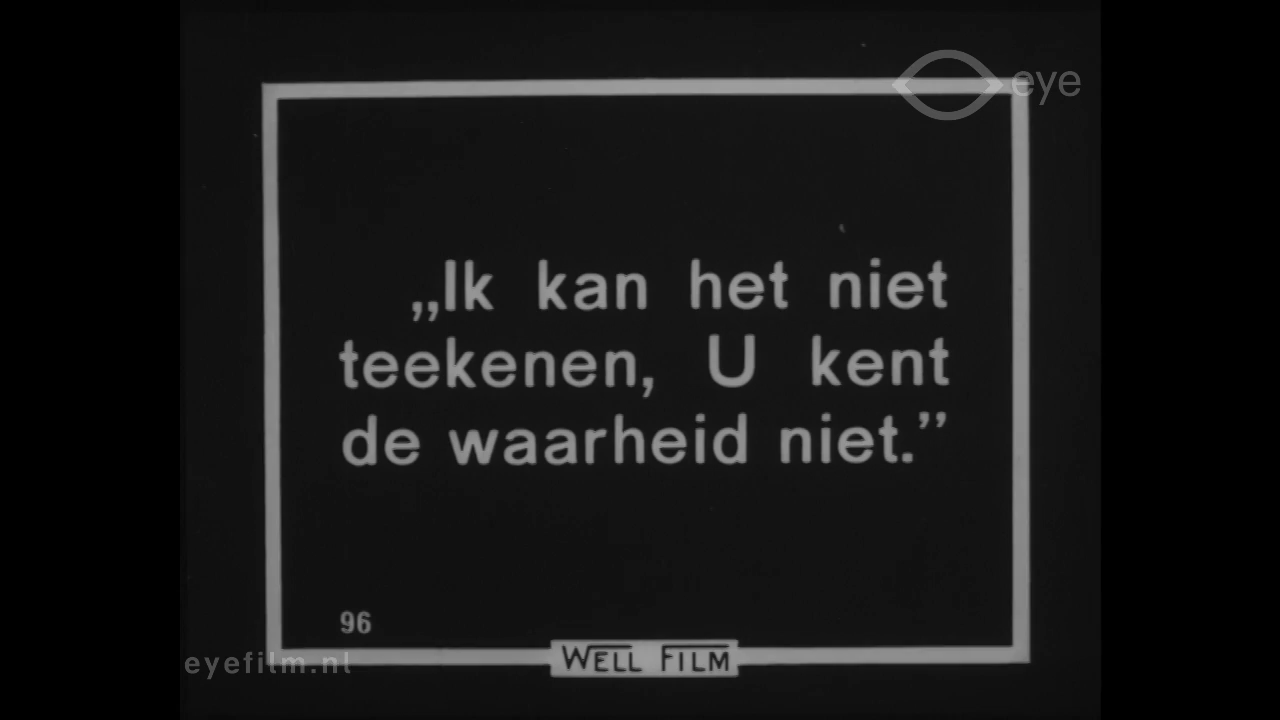 eye
„Ik kan het niet
teekenen, U kent
de waarheid niet.”
96
eyefilm.nl
WELL FILM